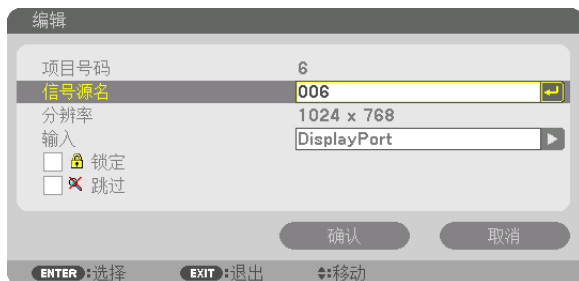 编辑
项目号码 6
信号源名 006
分辨率 1024 x 768
输入 DisplayPort
锁定
跳过
确认 取消
ENTER:选择 EXIT:退出 :移动